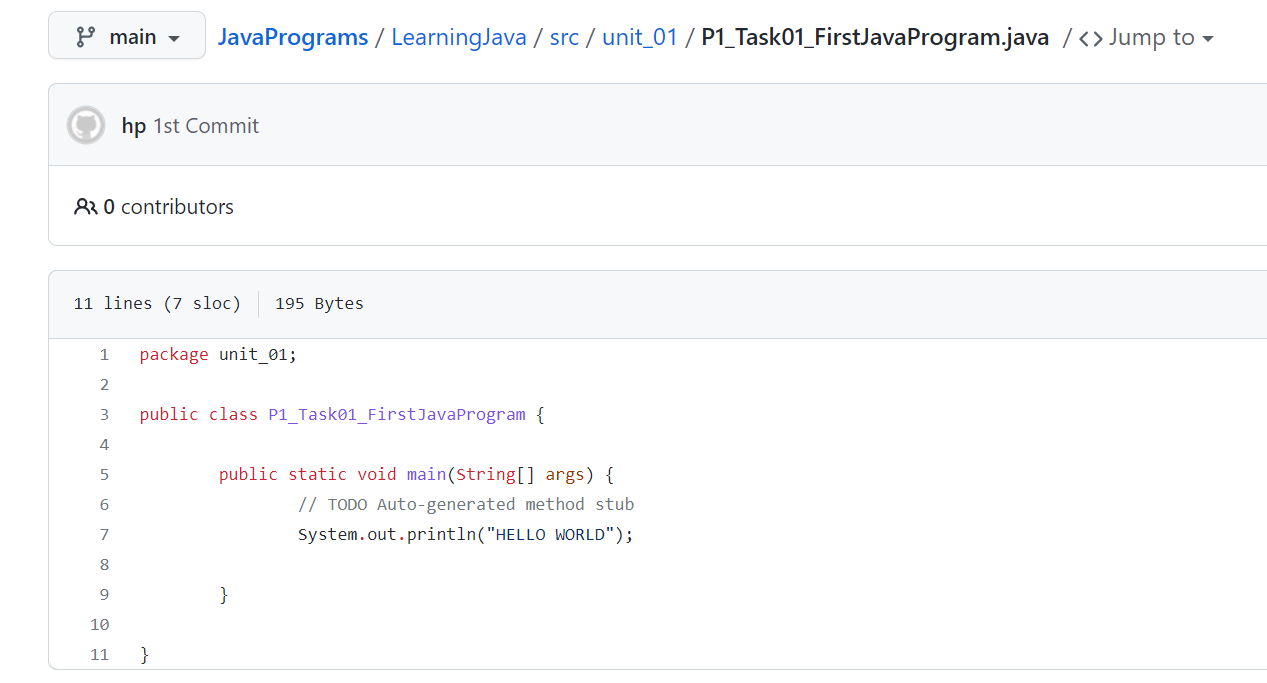 main JavaPrograms / LearningJava / src / unit_01 / P1_Task01_FirstJavaProgram.java / <> Jump to
hp 1st Commit
0 contributors
11 lines (7 sloc) 195 Bytes
1 package unit_01;
2
3 public class P1_Task01_FirstJavaProgram {
4
5 public static void main(String[] args) {
6 // TODO Auto-generated method stub
7 System.out.println("HELLO WORLD");
8
9 }
10
11 }